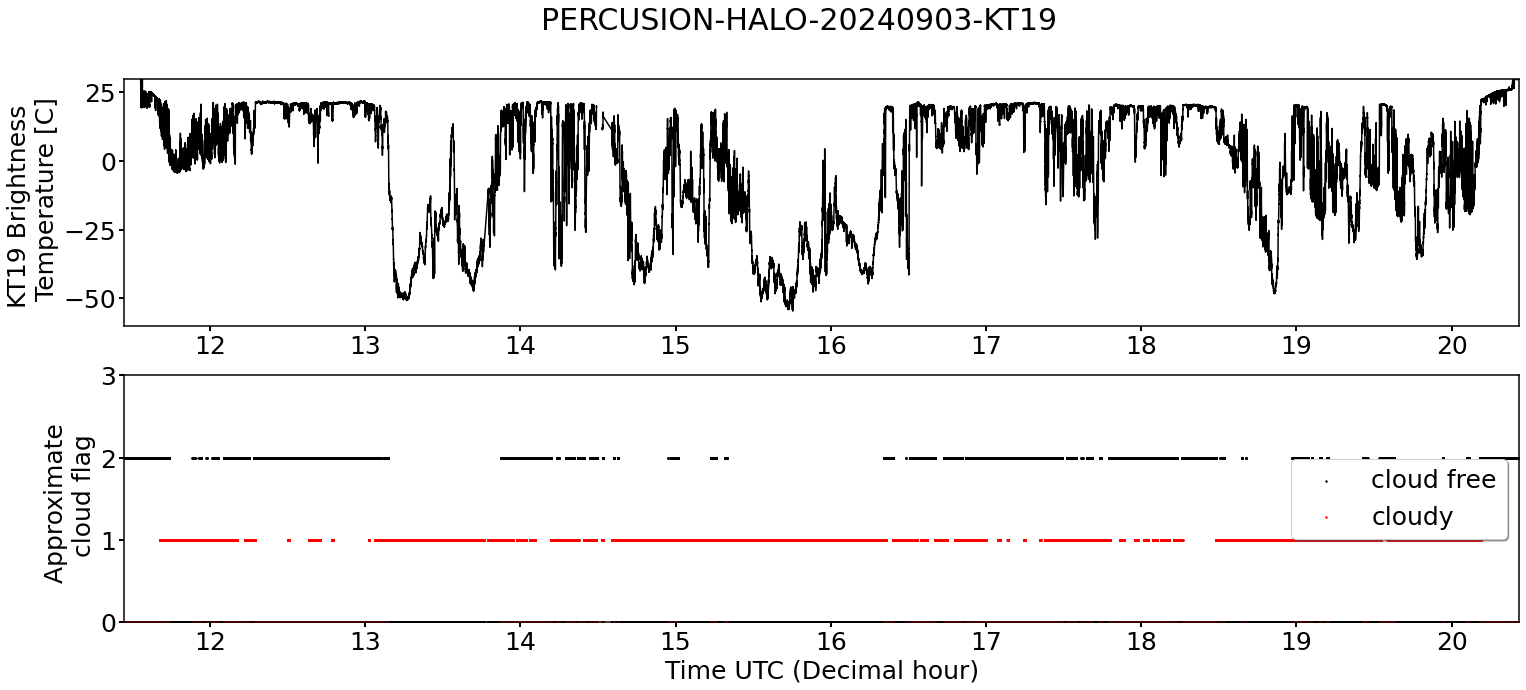 PERCUSION-HALO-20240903-KT19
KT19 Brightness
Temperature [C]
25
0
−25
−50
12 13 14 15 16 17 18 19 20
Approximate
cloud flag
3
2
1
0
cloud free
cloudy
12 13 14 15 16 17 18 19 20
Time UTC (Decimal hour)